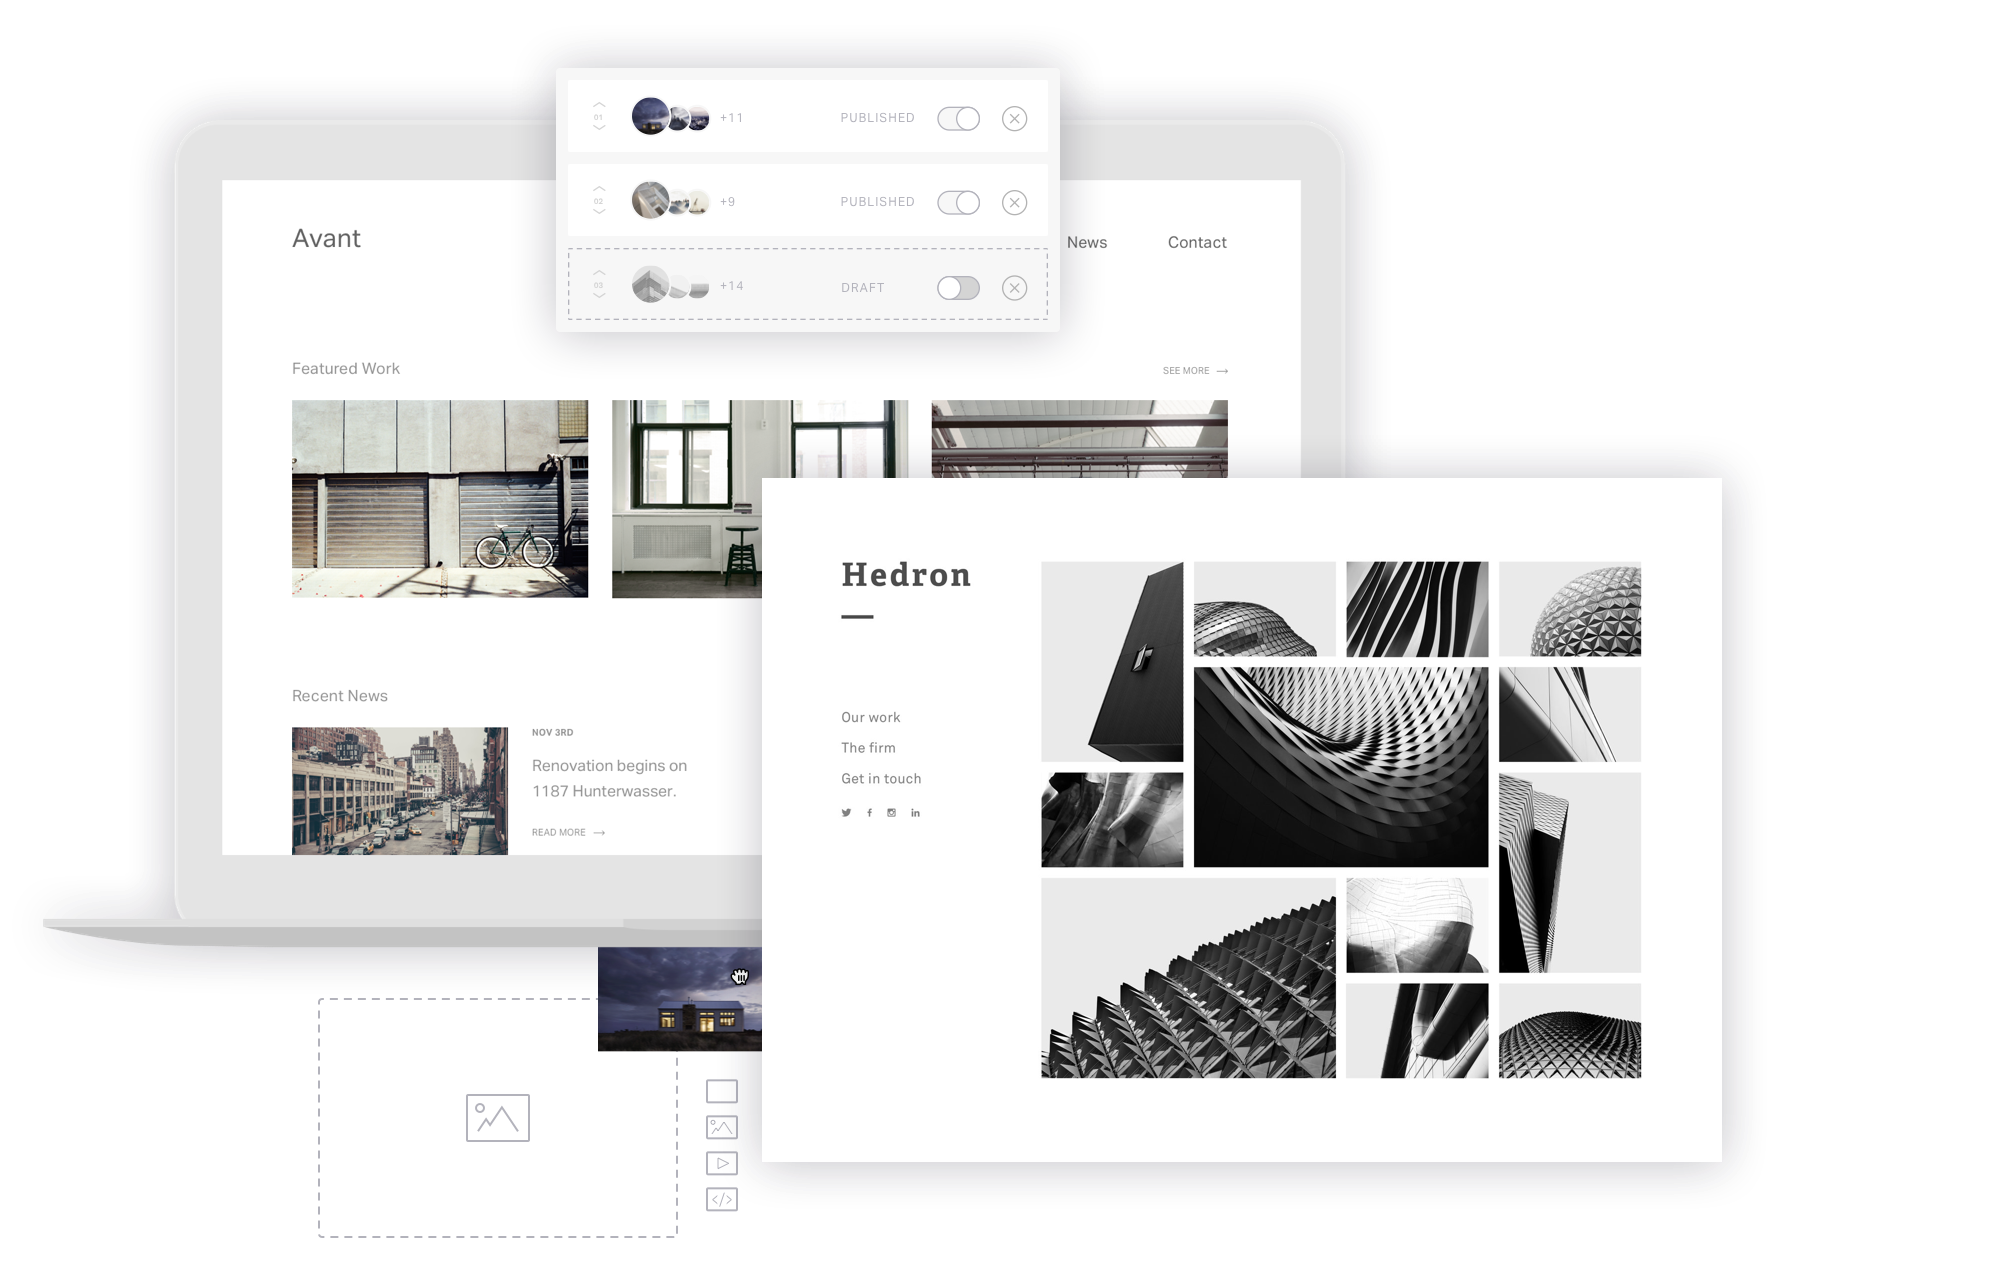 01
+11
PUBLISHED
02
+9
PUBLISHED
03
+14
DRAFT
Avant
News
Contact
Featured Work
SEE MORE
Recent News
NOV 3RD
Renovation begins on
1187 Hunterwasser.
READ MORE
Hedron
Our work
The firm
Get in touch